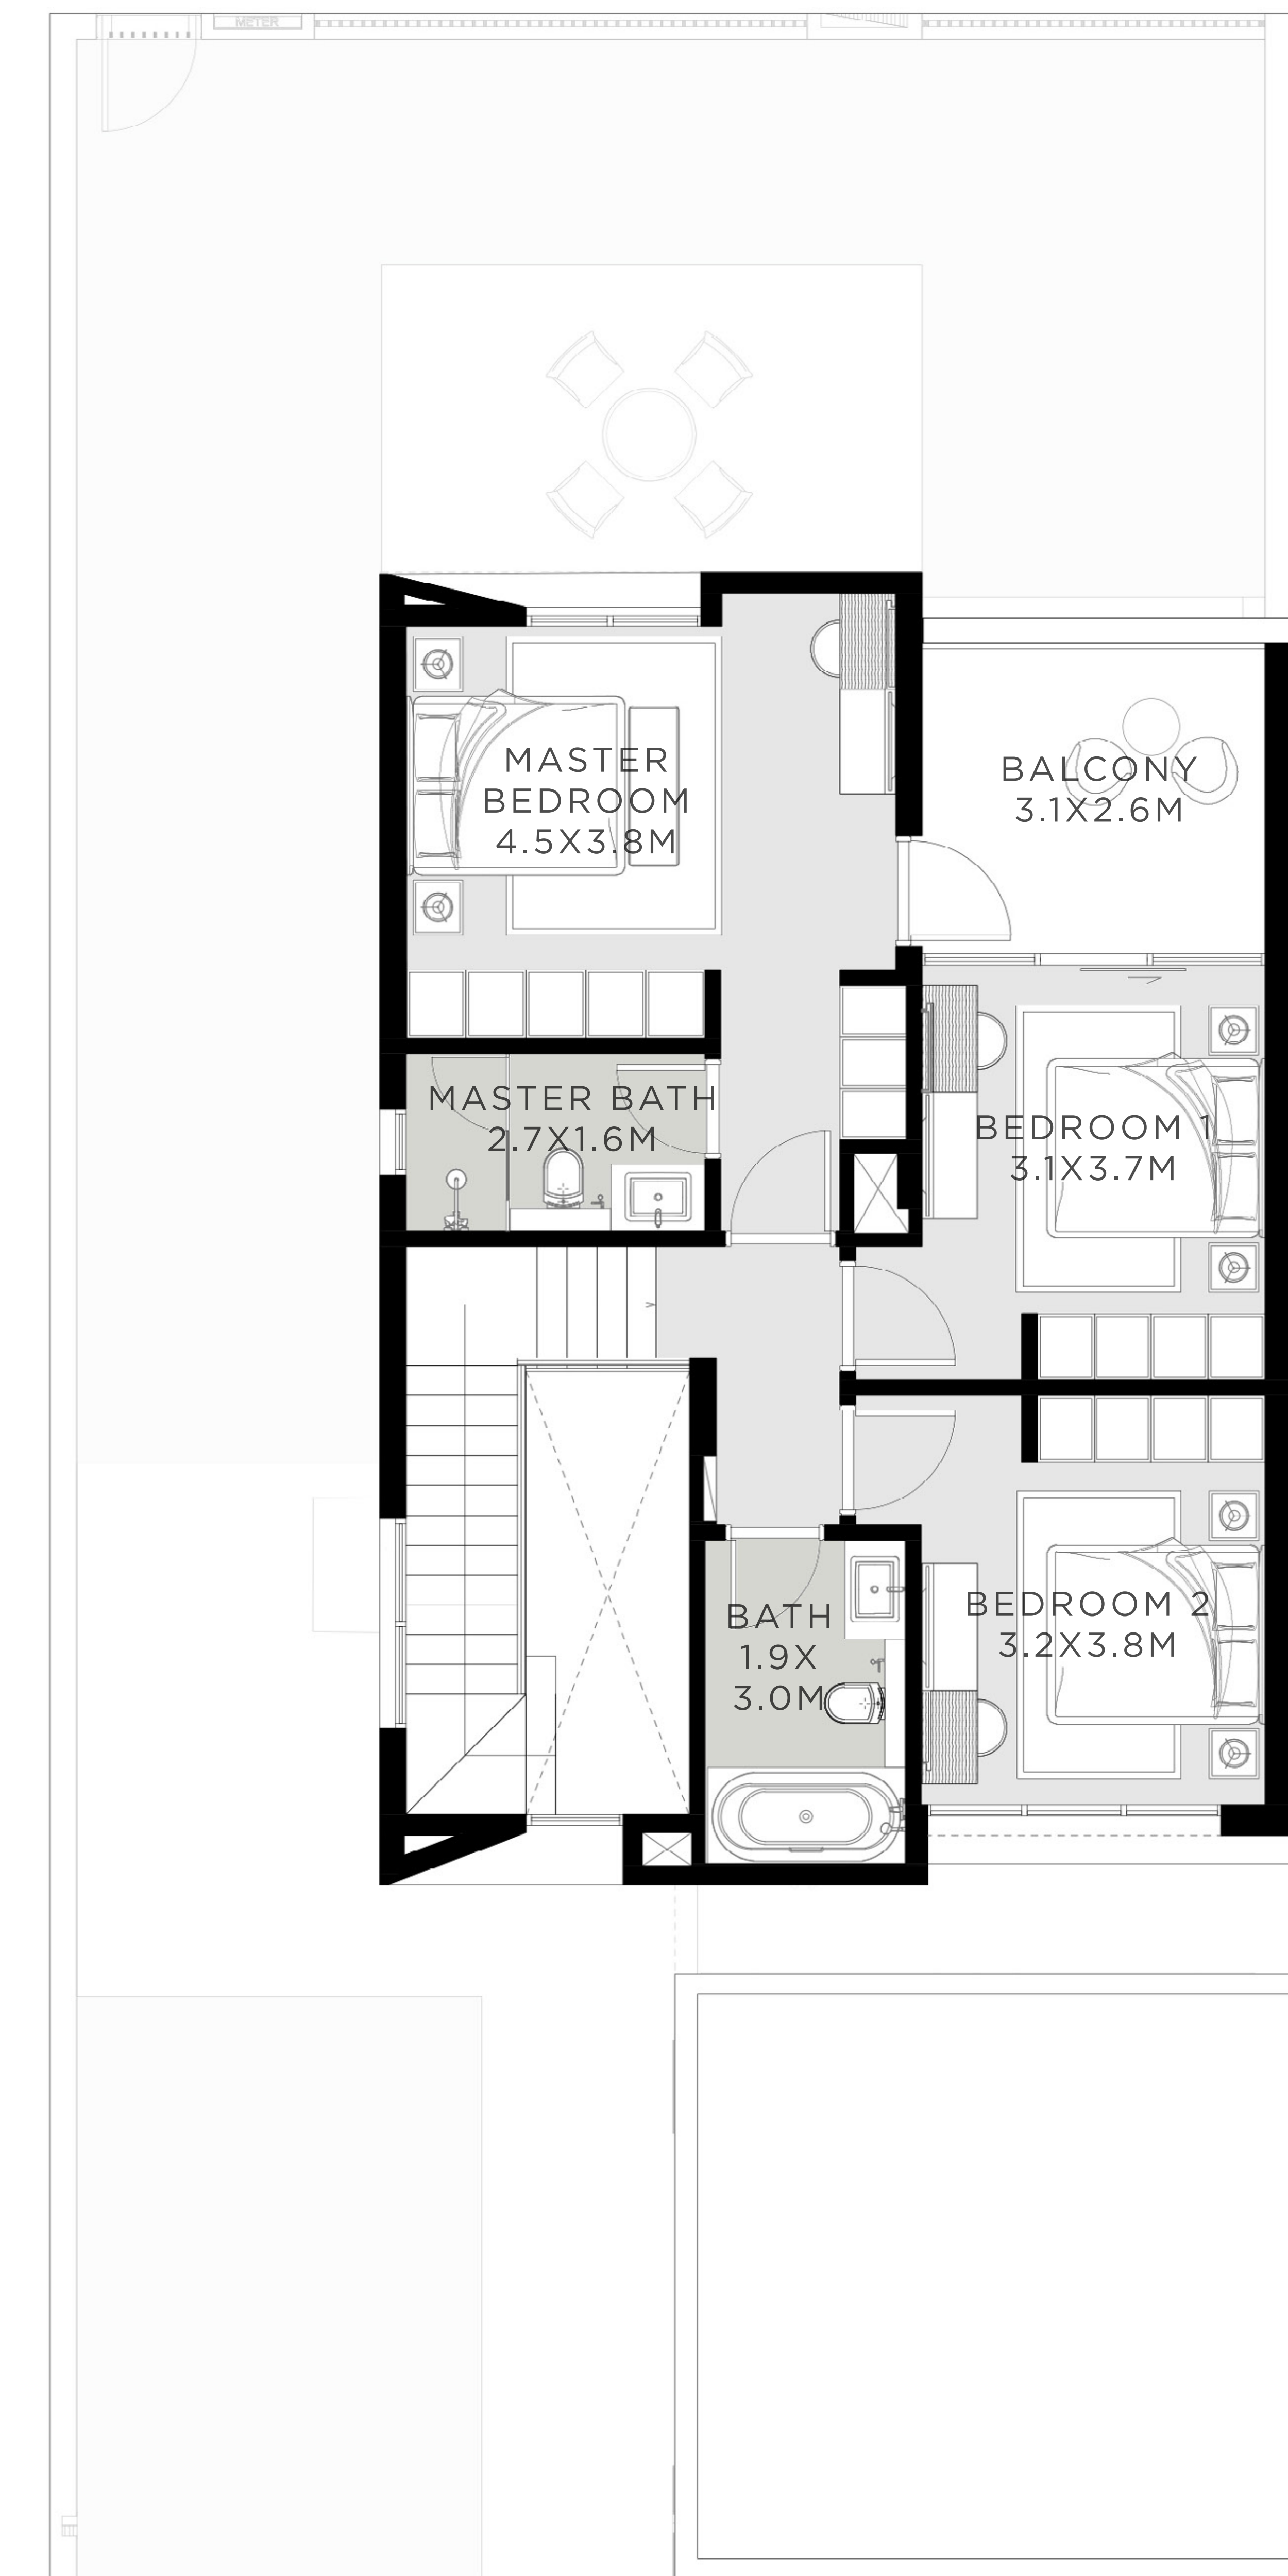 METER
MASTER
BEDROOM
4.5X3.8M
BALCONY
3.1X2.6M
MASTER BATH
2.7X1.6M
BEDROOM 1
3.1X3.7M
BEDROOM 2
3.2X3.8M
BATH
1.9X
3.0M